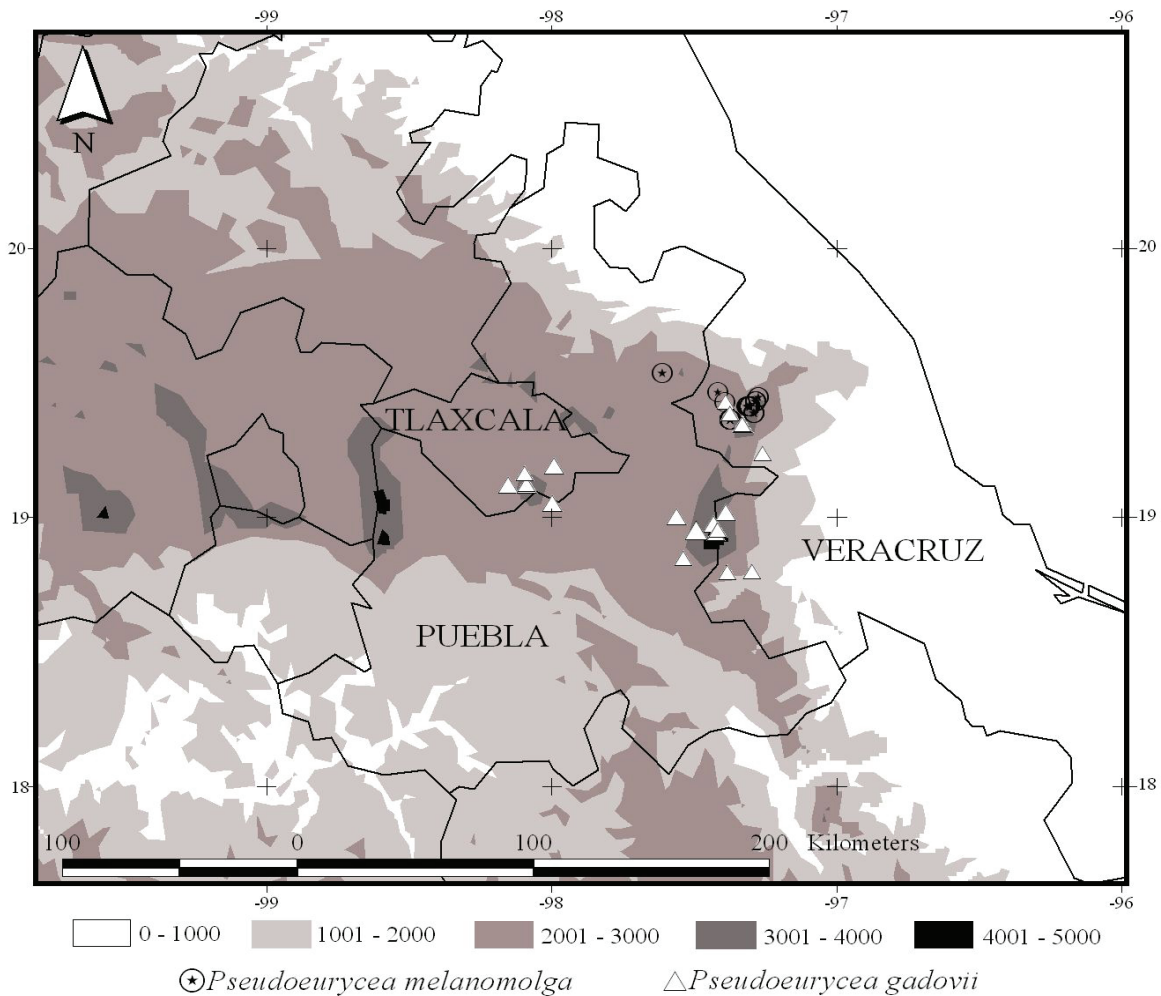 -99 -98 -97 -96
N
20 20
TLAXCALA
19 19
VERACRUZ
PUEBLA
18 18
100 0 100 200 Kilometers
-99 -98 -97 -96
0 - 1000 1001 - 2000 2001 - 3000 3001 - 4000 4001 - 5000
Pseudoeurycea melanomolga Pseudoeurycea gadovii